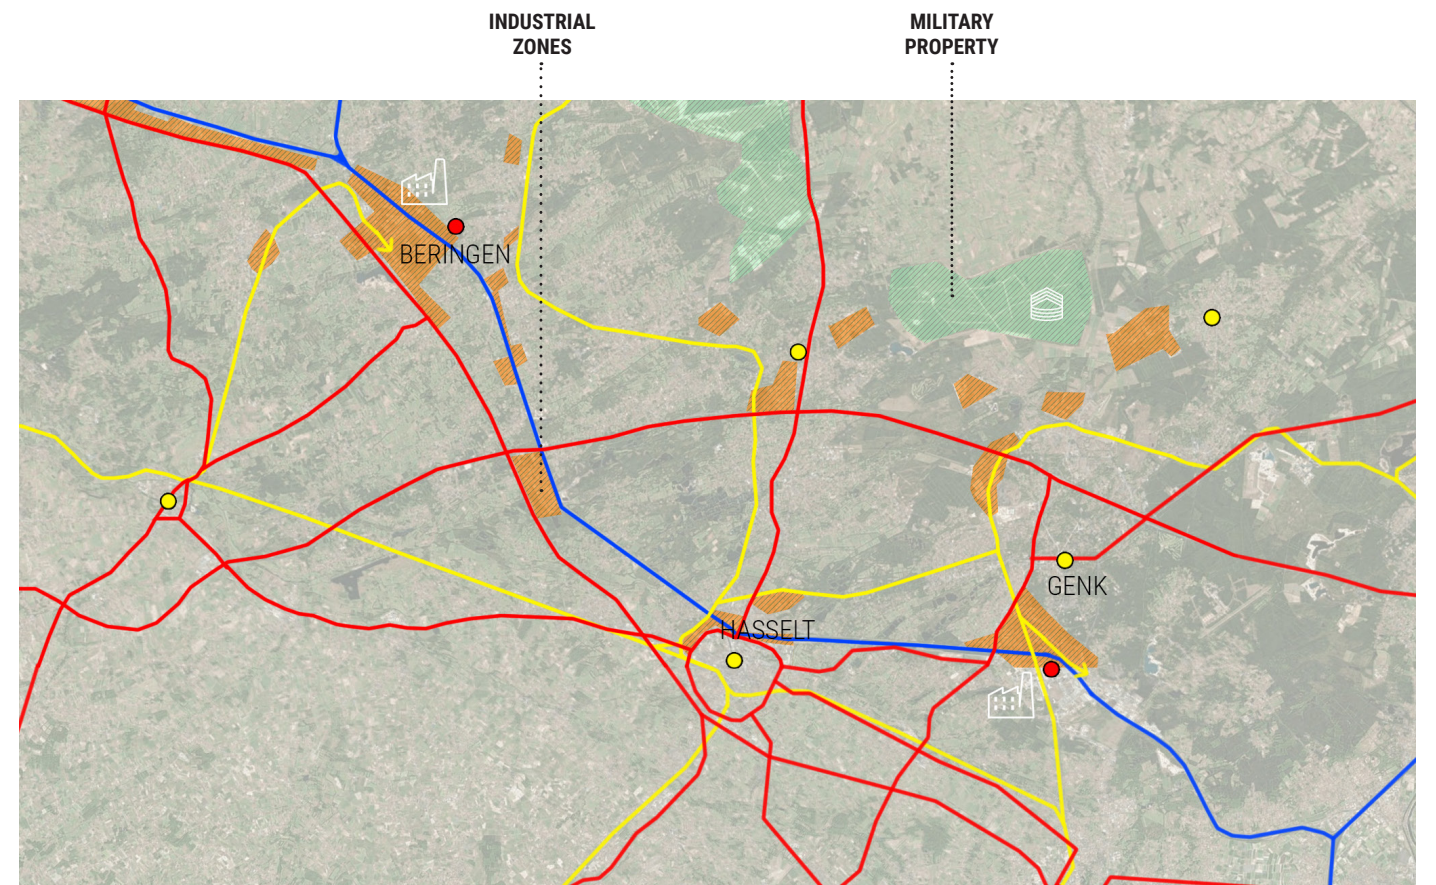 INDUSTRIAL
ZONES
MILITARY
PROPERTY
BERINGEN
GENK
HASSELT